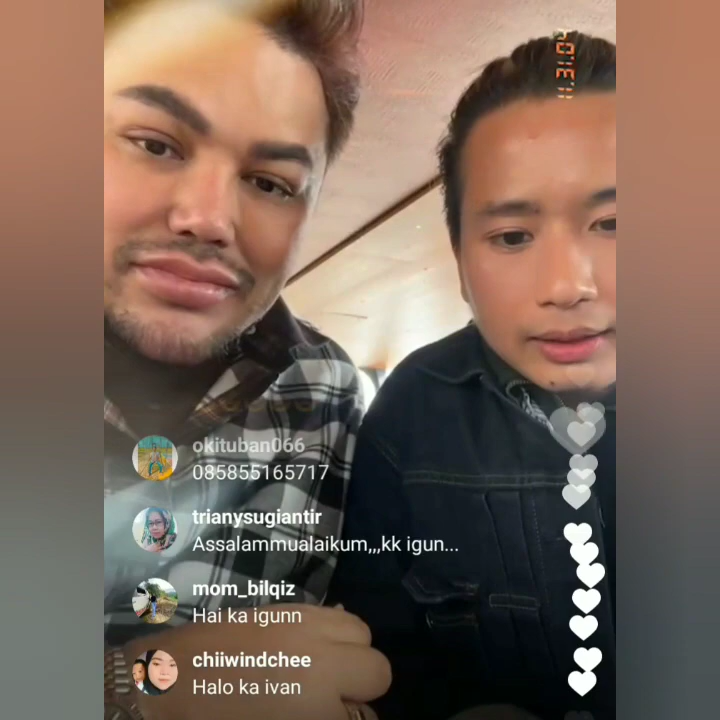 okituban066
085855165717
trianysugiantir
Assalammualaikum,,,kk igun...
mom_bilqiz
Hai ka igunn
chiiwindchee
Halo ka ivan